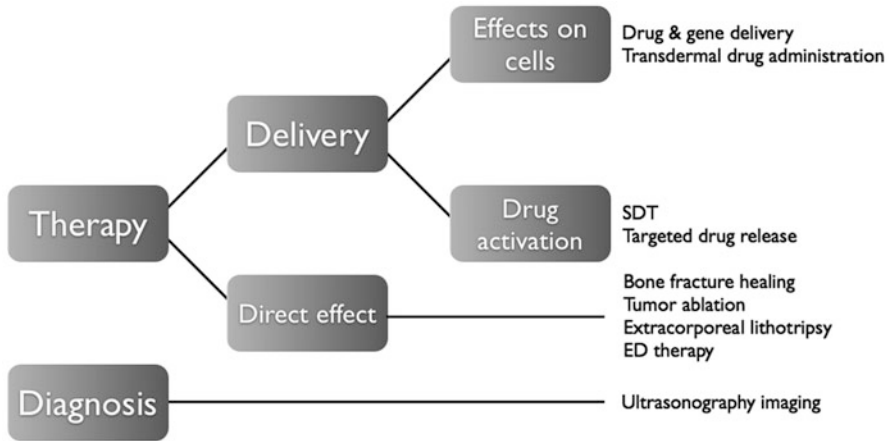 Effects on
cells
Drug & gene delivery
Transdermal drug administration
Delivery
Therapy
Drug
activation
SDT
Targeted drug release
Direct effect
Bone fracture healing
Tumor ablation
Extracorporeal lithotripsy
ED therapy
Diagnosis
Ultrasonography imaging